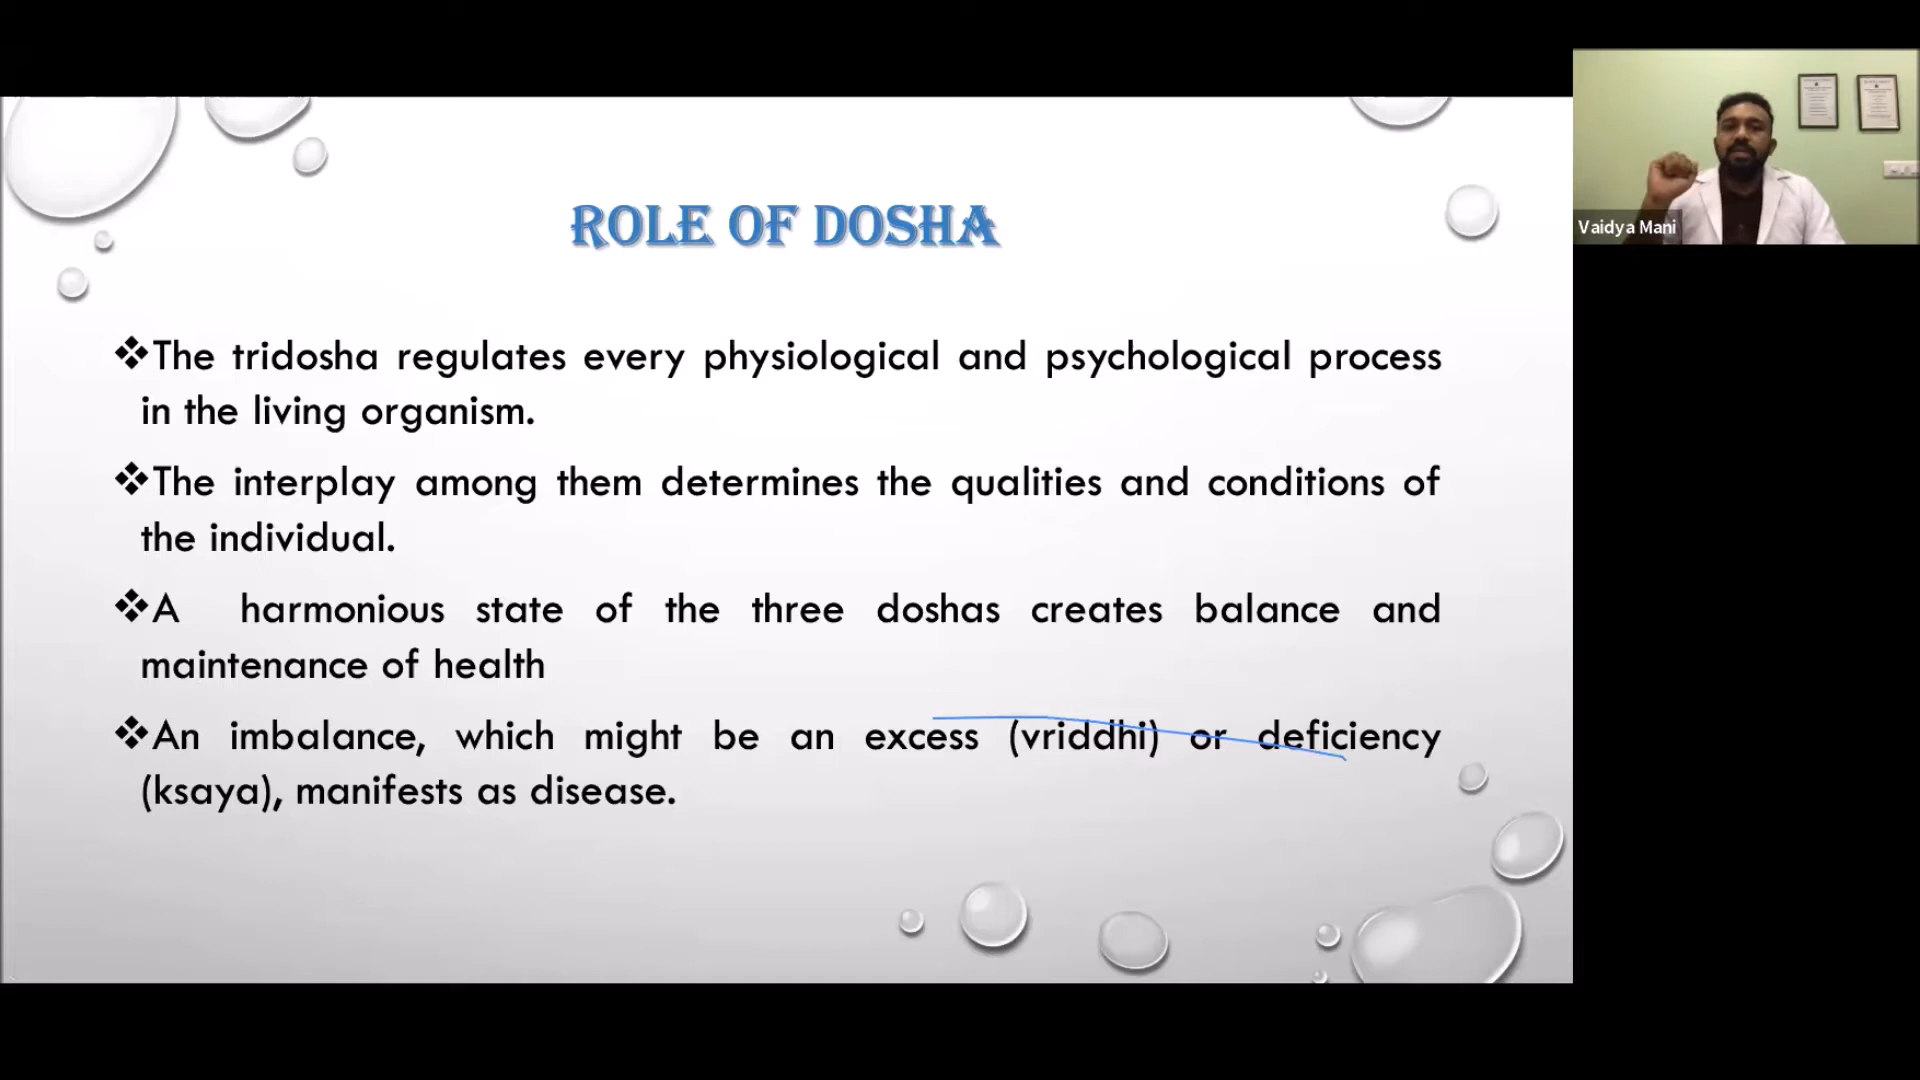 ROLE OF DOSHA
❖The tridosha regulates every physiological and psychological process
in the living organism.
❖The interplay among them determines the qualities and conditions of
the individual.
❖A harmonious state of the three doshas creates balance and
maintenance of health
❖An imbalance, which might be an excess (vriddhi) or deficiency
(ksaya), manifests as disease.
Vaidya Mani